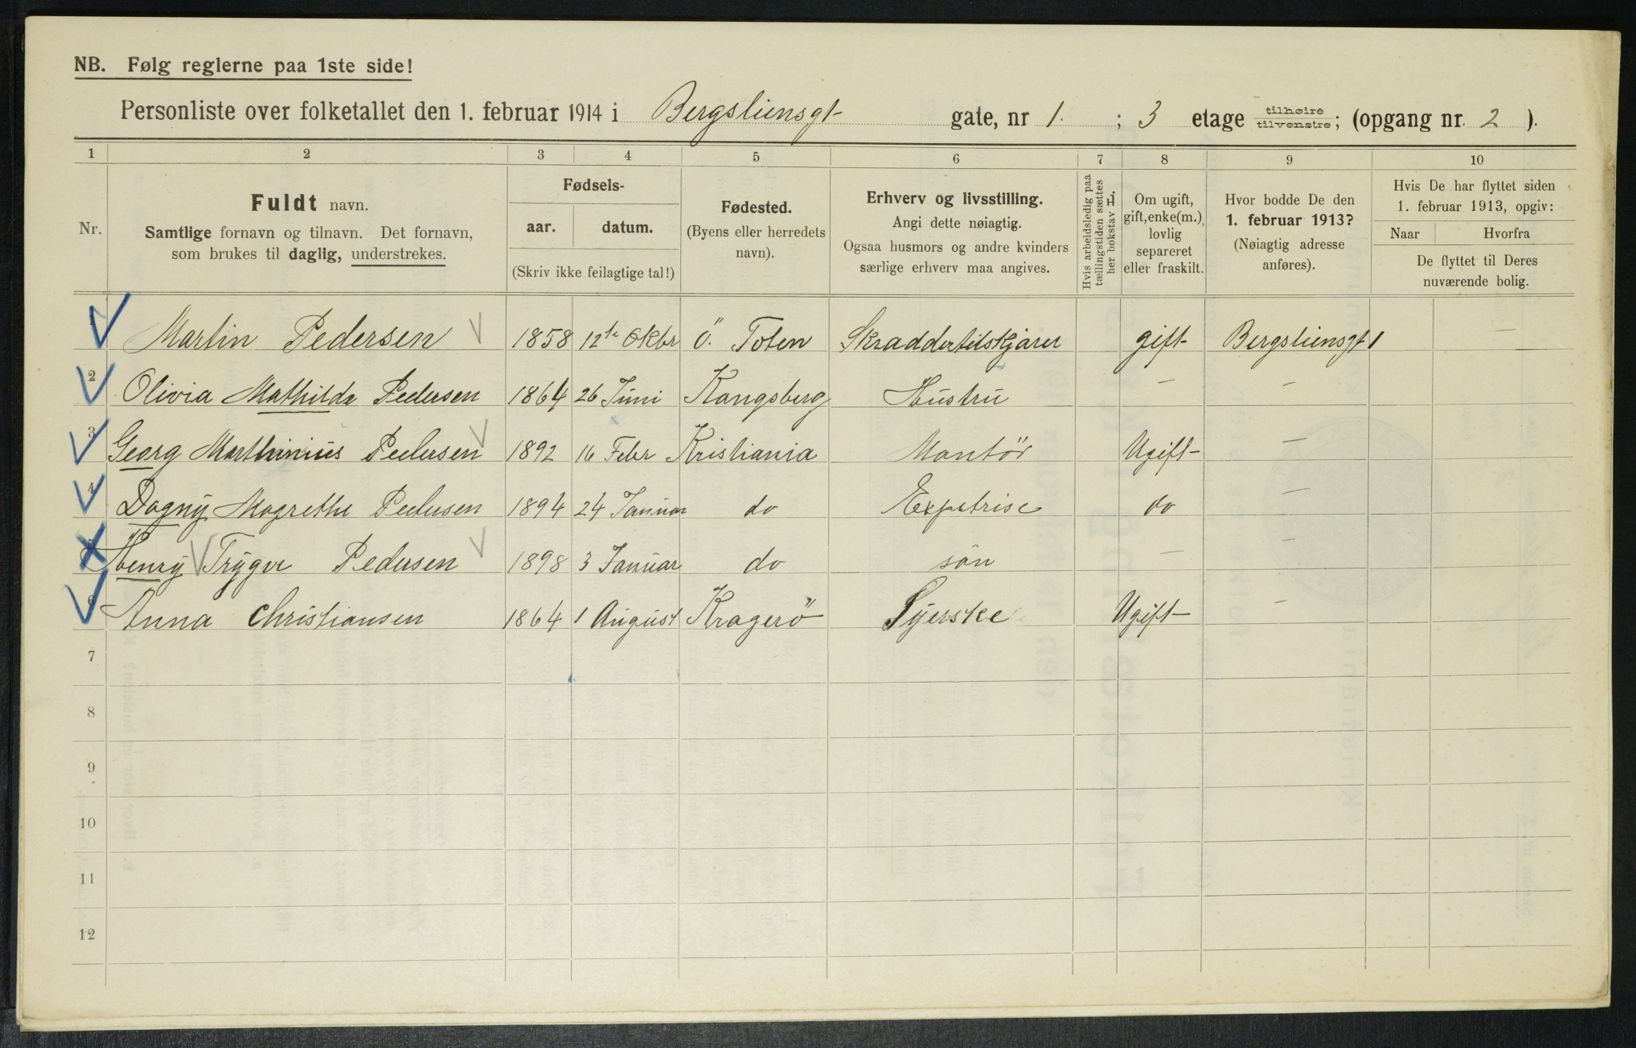 NB. Følg reglerne paa 1ste side!
Personliste over folketallet den 1. februar 1914 i Bergsliensgt gate, nr 1. ; 3 etage tilhøire tilvenstre; (opgang nr. 2 ).
1 2 3 4 5 6 7 8 9 10
Nr.
Fuldt navn.
Samtlige fornavn og tilnavn. Det fornavn,
som brukes til daglig, understrekes.
Fødsels-
aar. datum.
(Skriv ikke feilagtige tal!)
Fødested.
(Byens eller herredets
navn).
Erhverv og livsstilling.
Angi dette nøiagtig.
Ogsaa husmors og andre kvinders
særlige erhverv maa angives.
Hvis arbeidsledig paa
tællingstiden sættes
her bokstav L.
Om ugift,
gift, enke(m.),
lovlig
separeret
eller fraskilt.
Hvor bodde De den
1. februar 1913?
(Nøiagtig adresse
anføres).
Hvis De har flyttet siden
1. februar 1913, opgiv:
Naar Hvorfra
De flyttet til Deres
nuværende bolig.
Martin Pedersen 1858 12te Oktbr Ö. Toten Skraddertilskjærer gift Bergsliensgt 1 —
2 Olivia Mathilde Pedersen 1864 26 Juni Kongsberg Hustru — —
3 Georg Marthinius Pedersen 1892 16 Febr Kristiania Montör Ugift —
4 Dagny Magrethe Pedersen 1894 24 Januar do Expetrise do —
5 Henry Trygve Pedersen 1898 3 Januar do sön — —
6 Anna Christiansen 1864 1 August Kragerö Syerske Ugift —
7
8
9
10
11
12